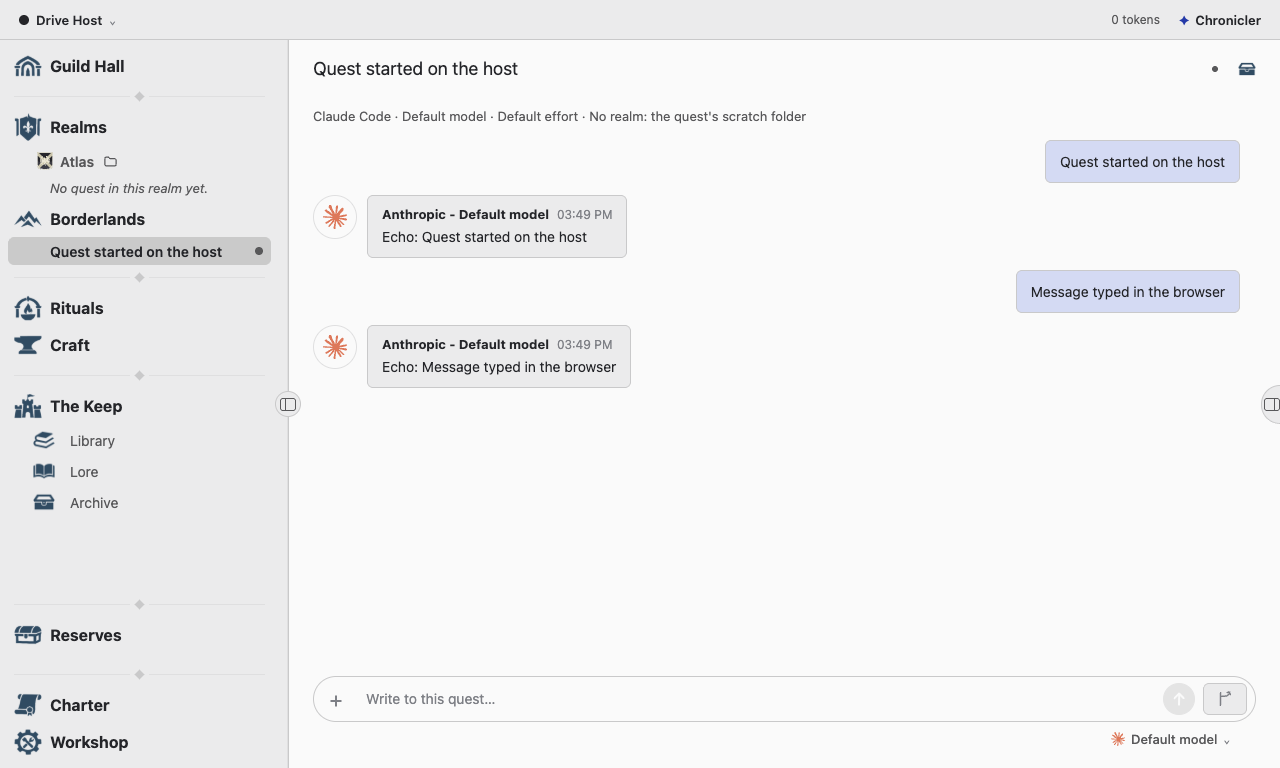 Drive Host
0 tokens
Chronicler
Guild Hall
Realms
Atlas
No quest in this realm yet.
Borderlands
Quest started on the host
Rituals
Craft
The Keep
Library
Lore
Archive
Reserves
Charter
Workshop
Quest started on the host
Claude Code · Default model · Default effort · No realm: the quest's scratch folder
Quest started on the host
Anthropic - Default model 03:49 PM
Echo: Quest started on the host
Message typed in the browser
Anthropic - Default model 03:49 PM
Echo: Message typed in the browser
Write to this quest...
Default model